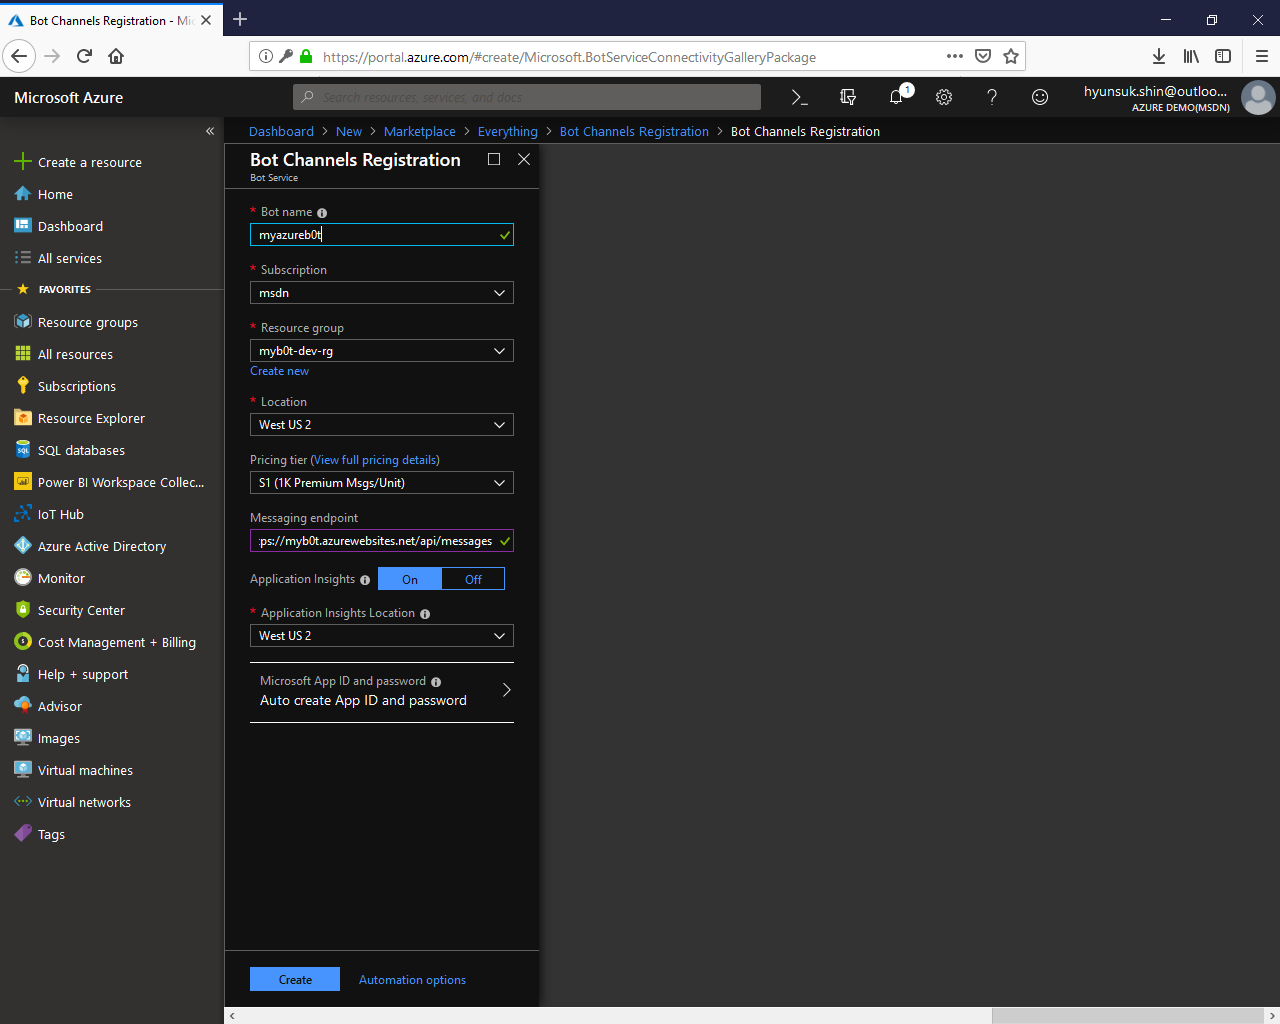 Bot Channels Registration - Mic
https://portal.azure.com/#create/Microsoft.BotServiceConnectivityGalleryPackage
Microsoft Azure
Search resources, services, and docs
1
hyunsuk.shin@outloo...
AZURE DEMO(MSDN)
Dashboard > New > Marketplace > Everything > Bot Channels Registration > Bot Channels Registration
Create a resource
Home
Dashboard
All services
FAVORITES
Resource groups
All resources
Subscriptions
Resource Explorer
SQL databases
Power BI Workspace Collec...
IoT Hub
Azure Active Directory
Monitor
Security Center
Cost Management + Billing
Help + support
Advisor
Images
Virtual machines
Virtual networks
Tags
Bot Channels Registration
Bot Service
* Bot name
myazureb0t
* Subscription
msdn
* Resource group
myb0t-dev-rg
Create new
* Location
West US 2
Pricing tier (View full pricing details)
S1 (1K Premium Msgs/Unit)
Messaging endpoint
:ps://myb0t.azurewebsites.net/api/messages
Application Insights On Off
* Application Insights Location
West US 2
Microsoft App ID and password
Auto create App ID and password
Create Automation options